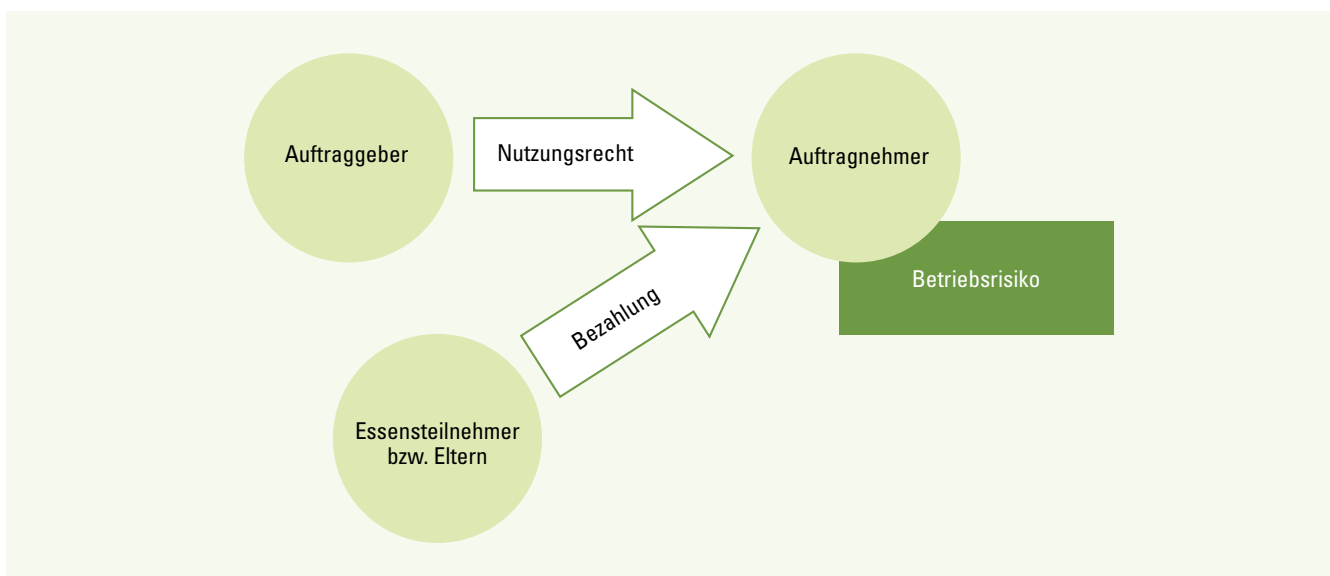 Auftraggeber
Nutzungsrecht
Auftragnehmer
Betriebsrisiko
Bezahlung
Essensteilnehmer
bzw. Eltern